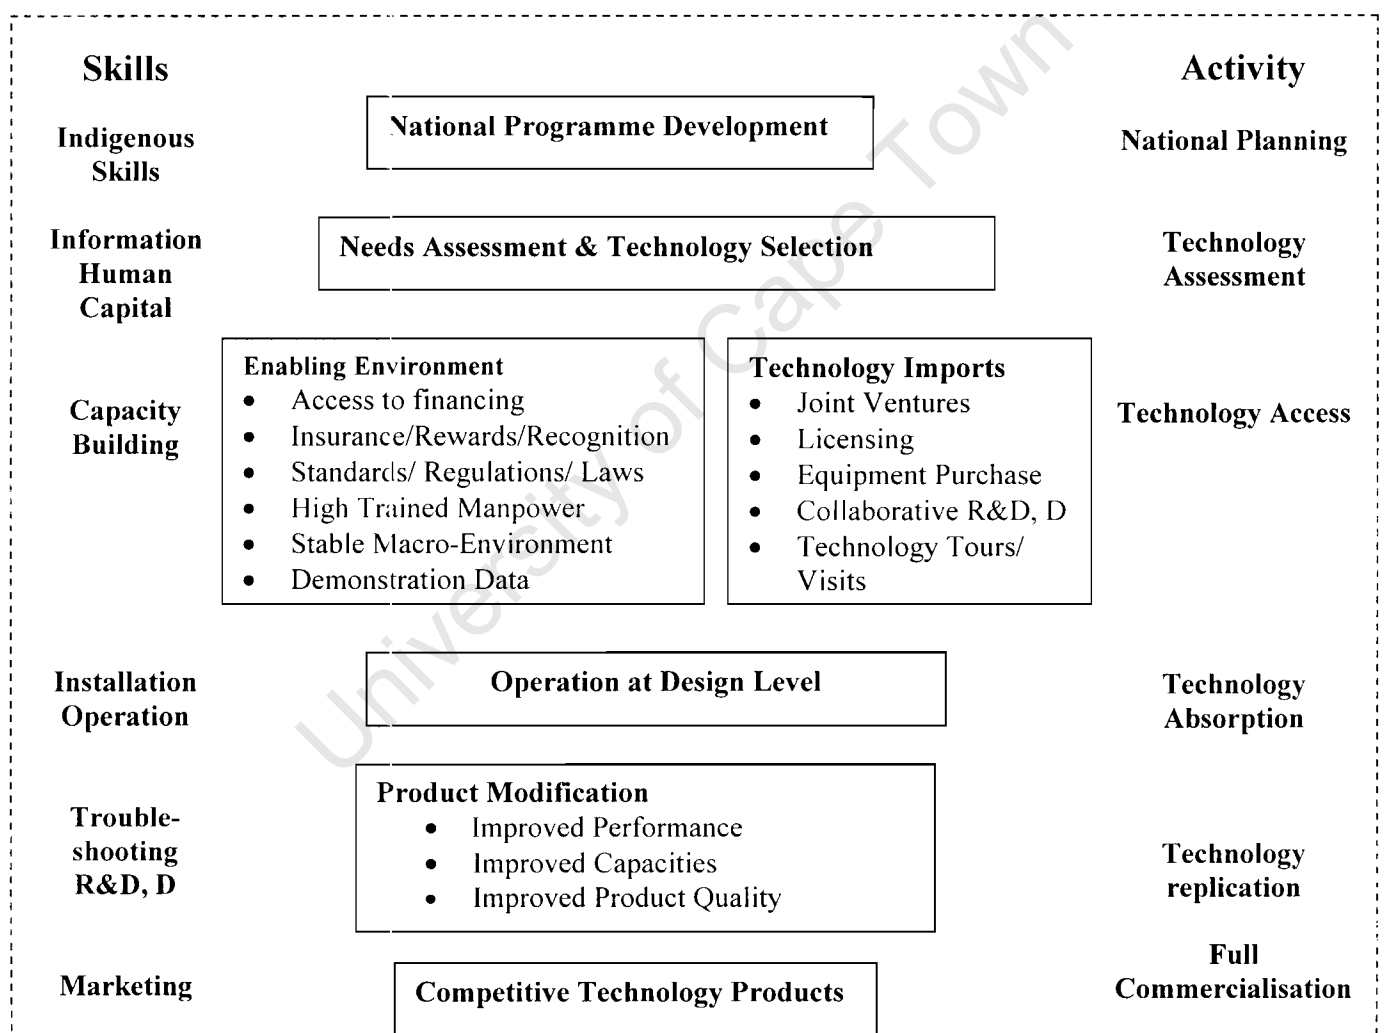 Skills
Activity
National Programme Development
Indigenous
Skills
National Planning
Information
Human
Capital
Needs Assessment & Technology Selection
Technology
Assessment
Capacity
Building
Enabling Environment
• Access to financing
• Insurance/Rewards/Recognition
• Standards/ Regulations/ Laws
• High Trained Manpower
• Stable Macro-Environment
• Demonstration Data
Technology Imports
• Joint Ventures
• Licensing
• Equipment Purchase
• Collaborative R&D, D
• Technology Tours/
Visits
Technology Access
Installation
Operation
Operation at Design Level
Technology
Absorption
Trouble-
shooting
R&D, D
Product Modification
• Improved Performance
• Improved Capacities
• Improved Product Quality
Technology
replication
Marketing
Competitive Technology Products
Full
Commercialisation
University of Cape Town